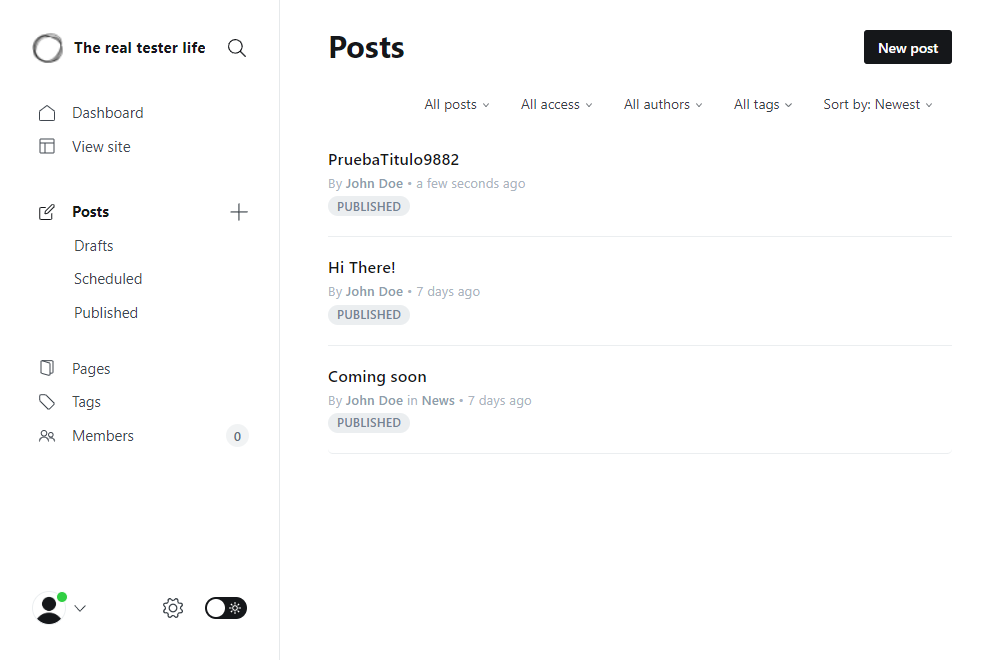 The real tester life
Dashboard
View site
Posts
Drafts
Scheduled
Published
Pages
Tags
Members
0
Posts
New post
All posts
All access
All authors
All tags
Sort by: Newest
PruebaTitulo9882
By John Doe • a few seconds ago
PUBLISHED
Hi There!
By John Doe • 7 days ago
PUBLISHED
Coming soon
By John Doe in News • 7 days ago
PUBLISHED